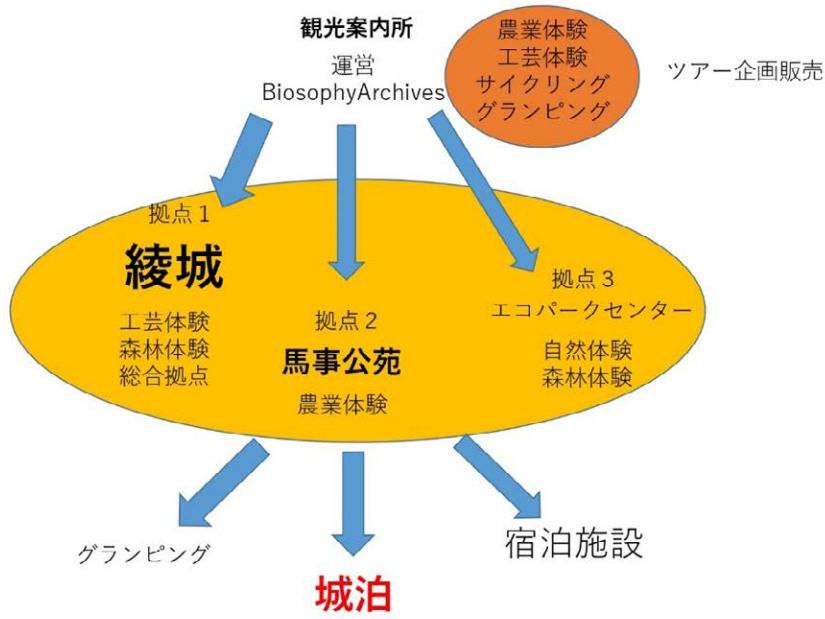 観光案内所
運営
BiosophyArchives
農業体験
工芸体験
サイクリング
グランピング
ツアー企画販売
拠点1
綾城
工芸体験
森林体験
総合拠点
拠点2
馬事公苑
農業体験
拠点3
エコパークセンター
自然体験
森林体験
グランピング
城泊
宿泊施設